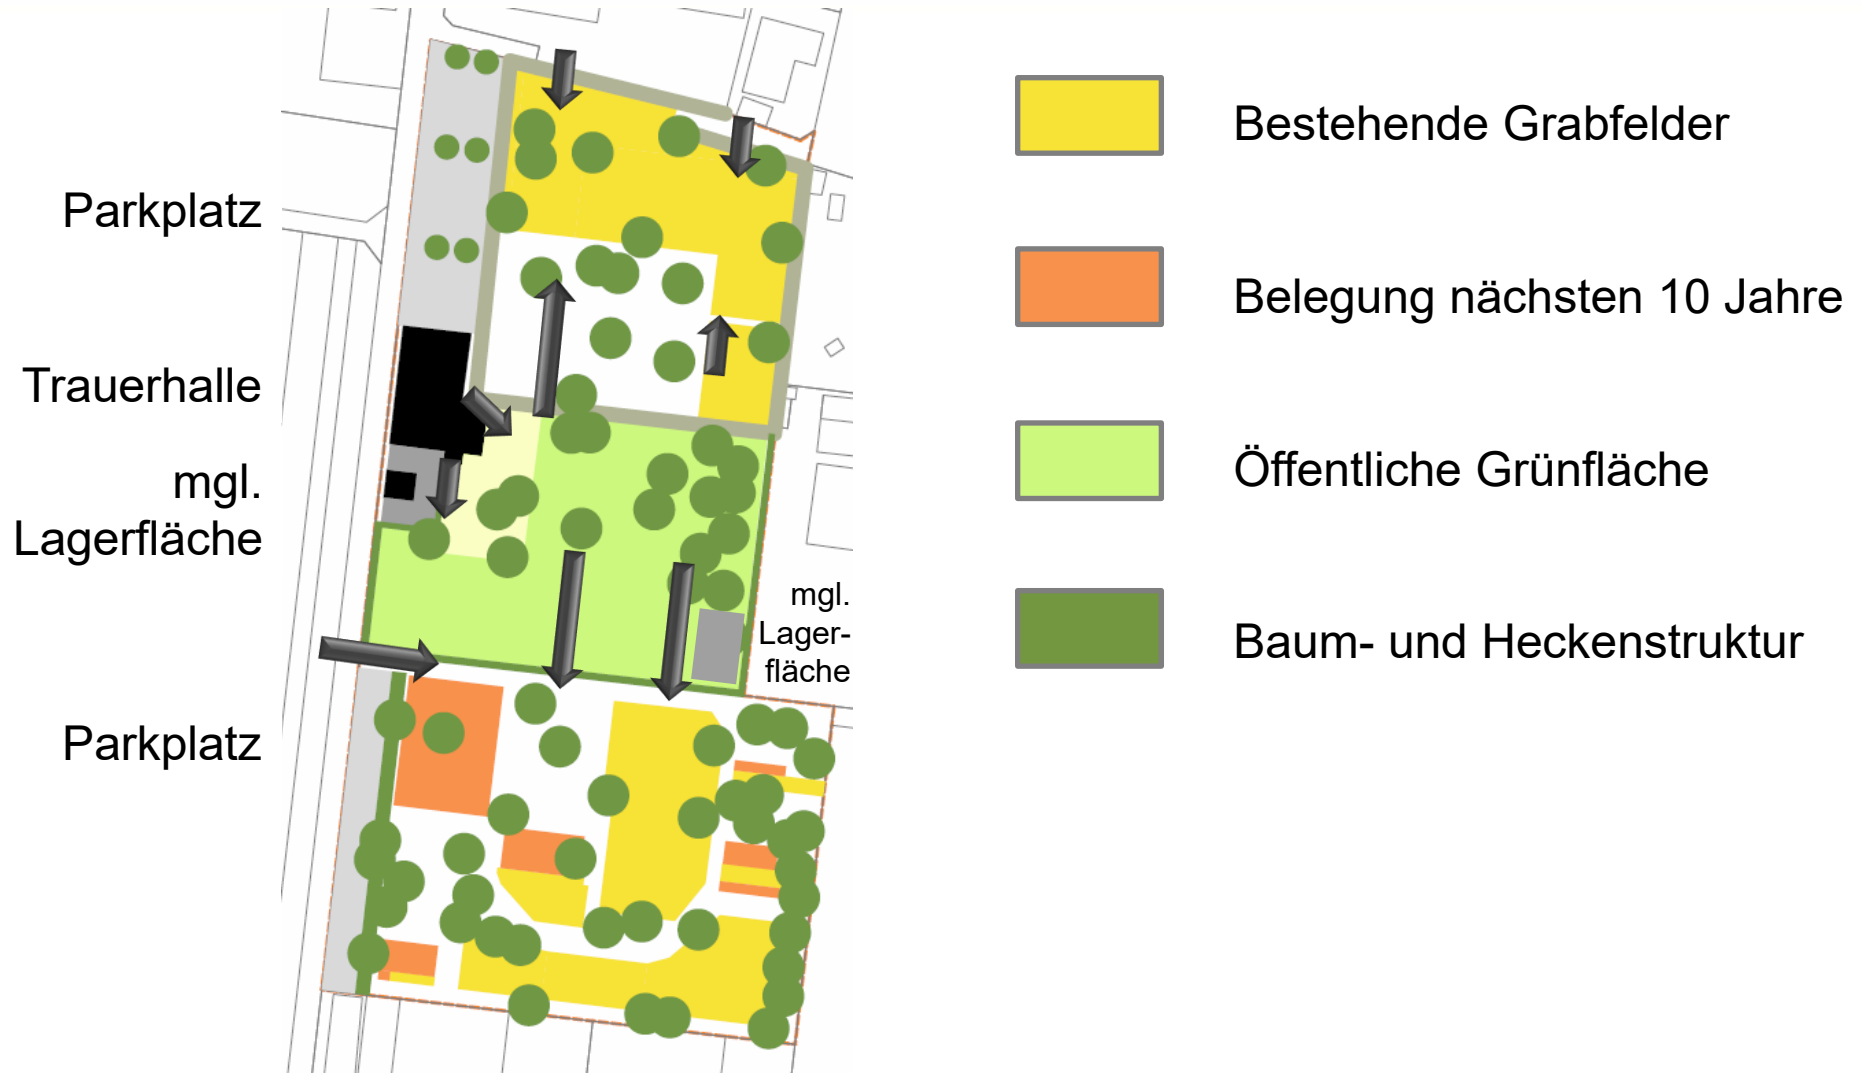 Parkplatz
Trauerhalle
mgl.
Lagerfläche
Parkplatz
mgl.
Lager-
fläche
Bestehende Grabfelder
Belegung nächsten 10 Jahre
Öffentliche Grünfläche
Baum- und Heckenstruktur